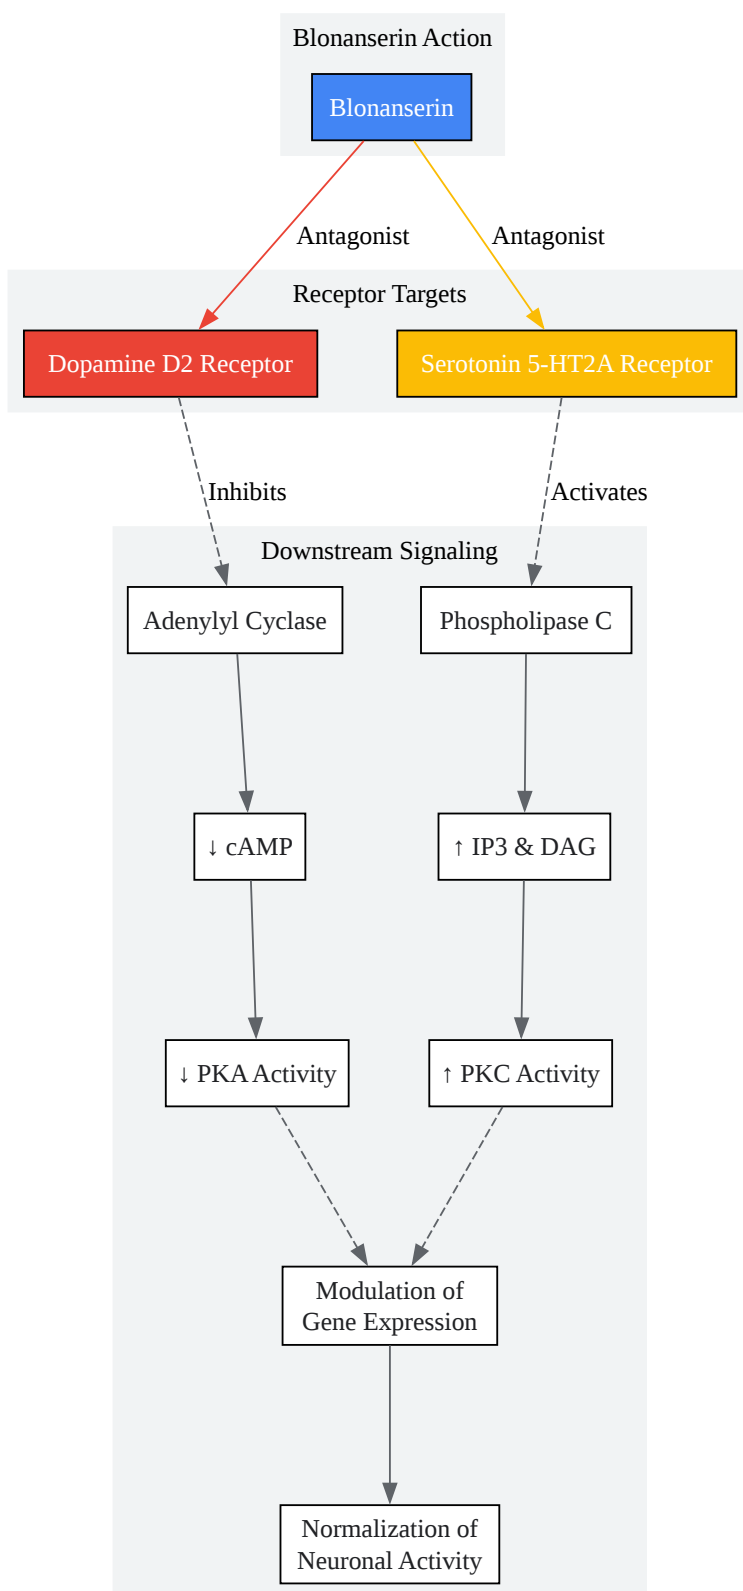 Blonanserin Action
Blonanserin
Antagonist
Antagonist
Receptor Targets
Dopamine D2 Receptor
Serotonin 5-HT2A Receptor
Inhibits
Activates
Downstream Signaling
Adenylyl Cyclase
Phospholipase C
↓ cAMP
↑ IP3 & DAG
↓ PKA Activity
↑ PKC Activity
Modulation of
Gene Expression
Normalization of
Neuronal Activity